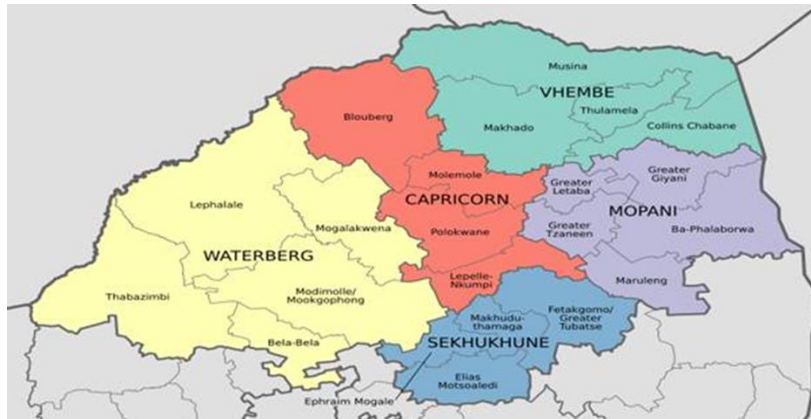 Musina
VHEMBE
Blouberg
Thulamela
Makhado
Collins Chabane
Molemole
Greater
Giyani
Greater
Letaba
CAPRICORN
MOPANI
Lephalale
Mogalakwena
Polokwane
Greater
Tzaneen
Ba-Phalaborwa
WATERBERG
Lepelle-
Nkumpi
Maruleng
Thabazimbi
Modimolle/
Mookgophong
Fetakgomo/
Greater
Tubatse
Makhudu-
thamaga
Bela-Bela
SEKHUKHUNE
Elias
Motsoaledi
Ephraim Mogale